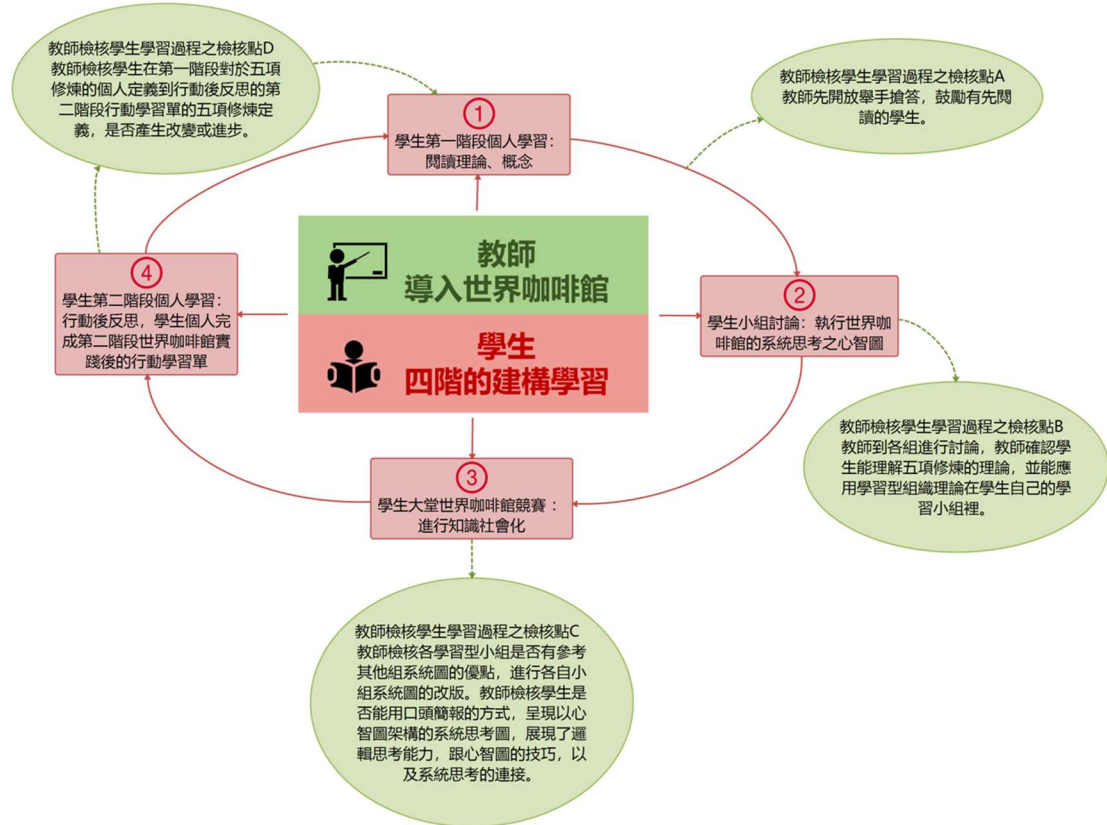 教師檢核學生學習過程之檢核點D
教師檢核學生在第一階段對於五項
修煉的個人定義到行動後反思的第
二階段行動學習單的五項修煉定
義，是否產生改變或進步。
教師檢核學生學習過程之檢核點A
教師先開放舉手搶答，鼓勵有先閱
讀的學生。
①
學生第一階段個人學習：
閱讀理論、概念
教師
導入世界咖啡館
學生
四階的建構學習
④
學生第二階段個人學習：
行動後反思，學生個人完
成第二階段世界咖啡館實
踐後的行動學習單
②
學生小組討論：執行世界咖
啡館的系統思考之心智圖
教師檢核學生學習過程之檢核點B
教師到各組進行討論，教師確認學
生能理解五項修煉的理論，並能應
用學習型組織理論在學生自己的學
習小組裡。
③
學生大堂世界咖啡館競賽：
進行知識社會化
教師檢核學生學習過程之檢核點C
教師檢核各學習型小組是否有參考
其他組系統圖的優點，進行各自小
組系統圖的改版。教師檢核學生是
否能用口頭簡報的方式，呈現以心
智圖架構的系統思考圖，展現了邏
輯思考能力，跟心智圖的技巧，以
及系統思考的連接。